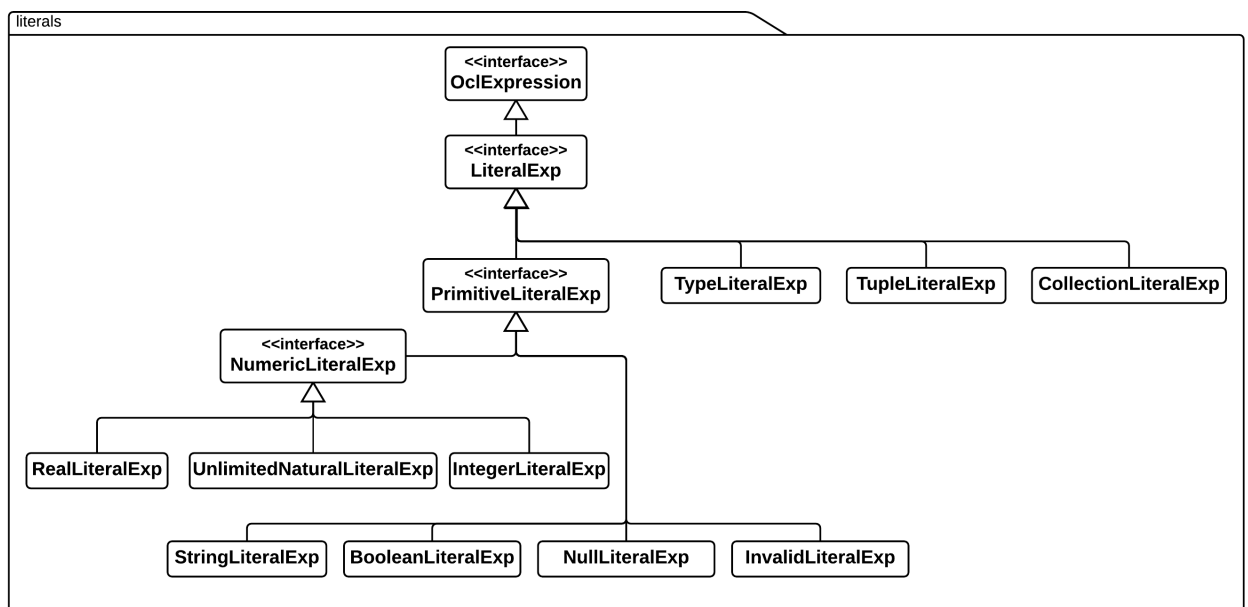 literals
<<interface>>
OclExpression
<<interface>>
LiteralExp
<<interface>>
PrimitiveLiteralExp
TypeLiteralExp
TupleLiteralExp
CollectionLiteralExp
<<interface>>
NumericLiteralExp
RealLiteralExp
UnlimitedNaturalLiteralExp
IntegerLiteralExp
StringLiteralExp
BooleanLiteralExp
NullLiteralExp
InvalidLiteralExp